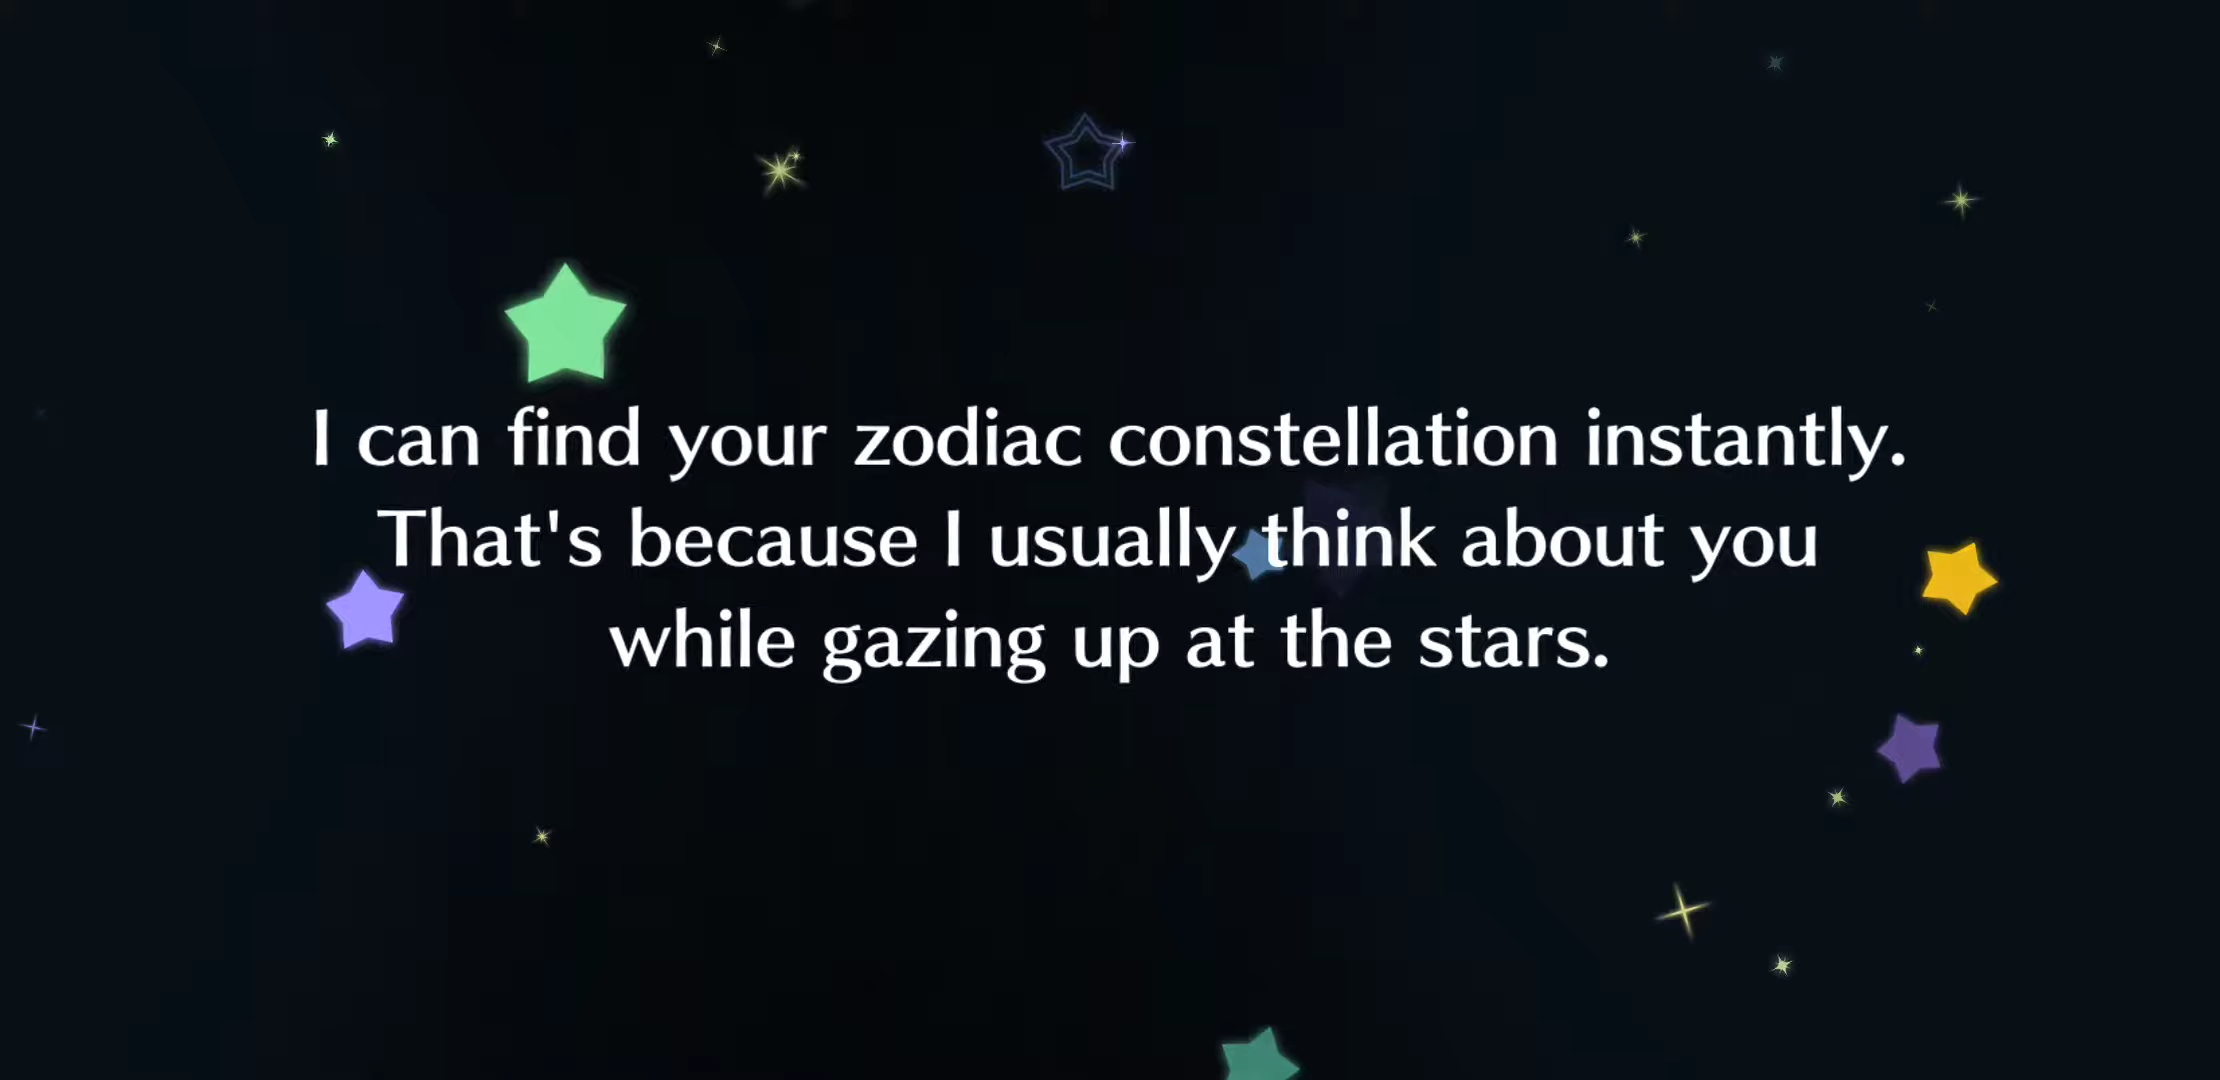 I can find your zodiac constellation instantly.
That's because I usually think about you
while gazing up at the stars.